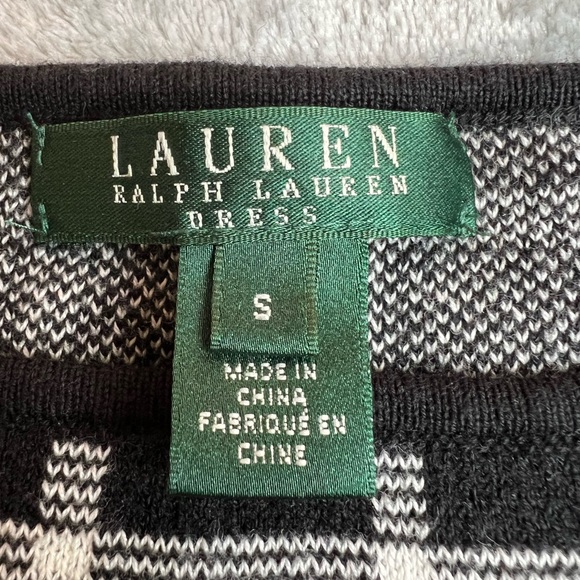 LAUREN
RALPH LAUREN
DRESS
S
MADE IN
CHINA
FABRIQUÉ EN
CHINE